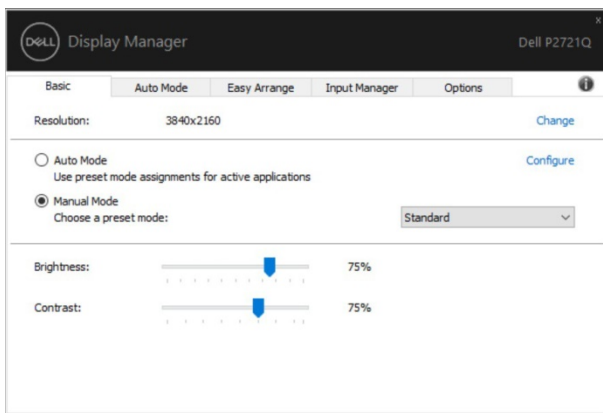 x
DELL Display Manager Dell P2721Q
Basic Auto Mode Easy Arrange Input Manager Options
Resolution: 3840x2160 Change
Auto Mode Configure
Use preset mode assignments for active applications
Manual Mode
Choose a preset mode: Standard
Brightness: 75%
Contrast: 75%